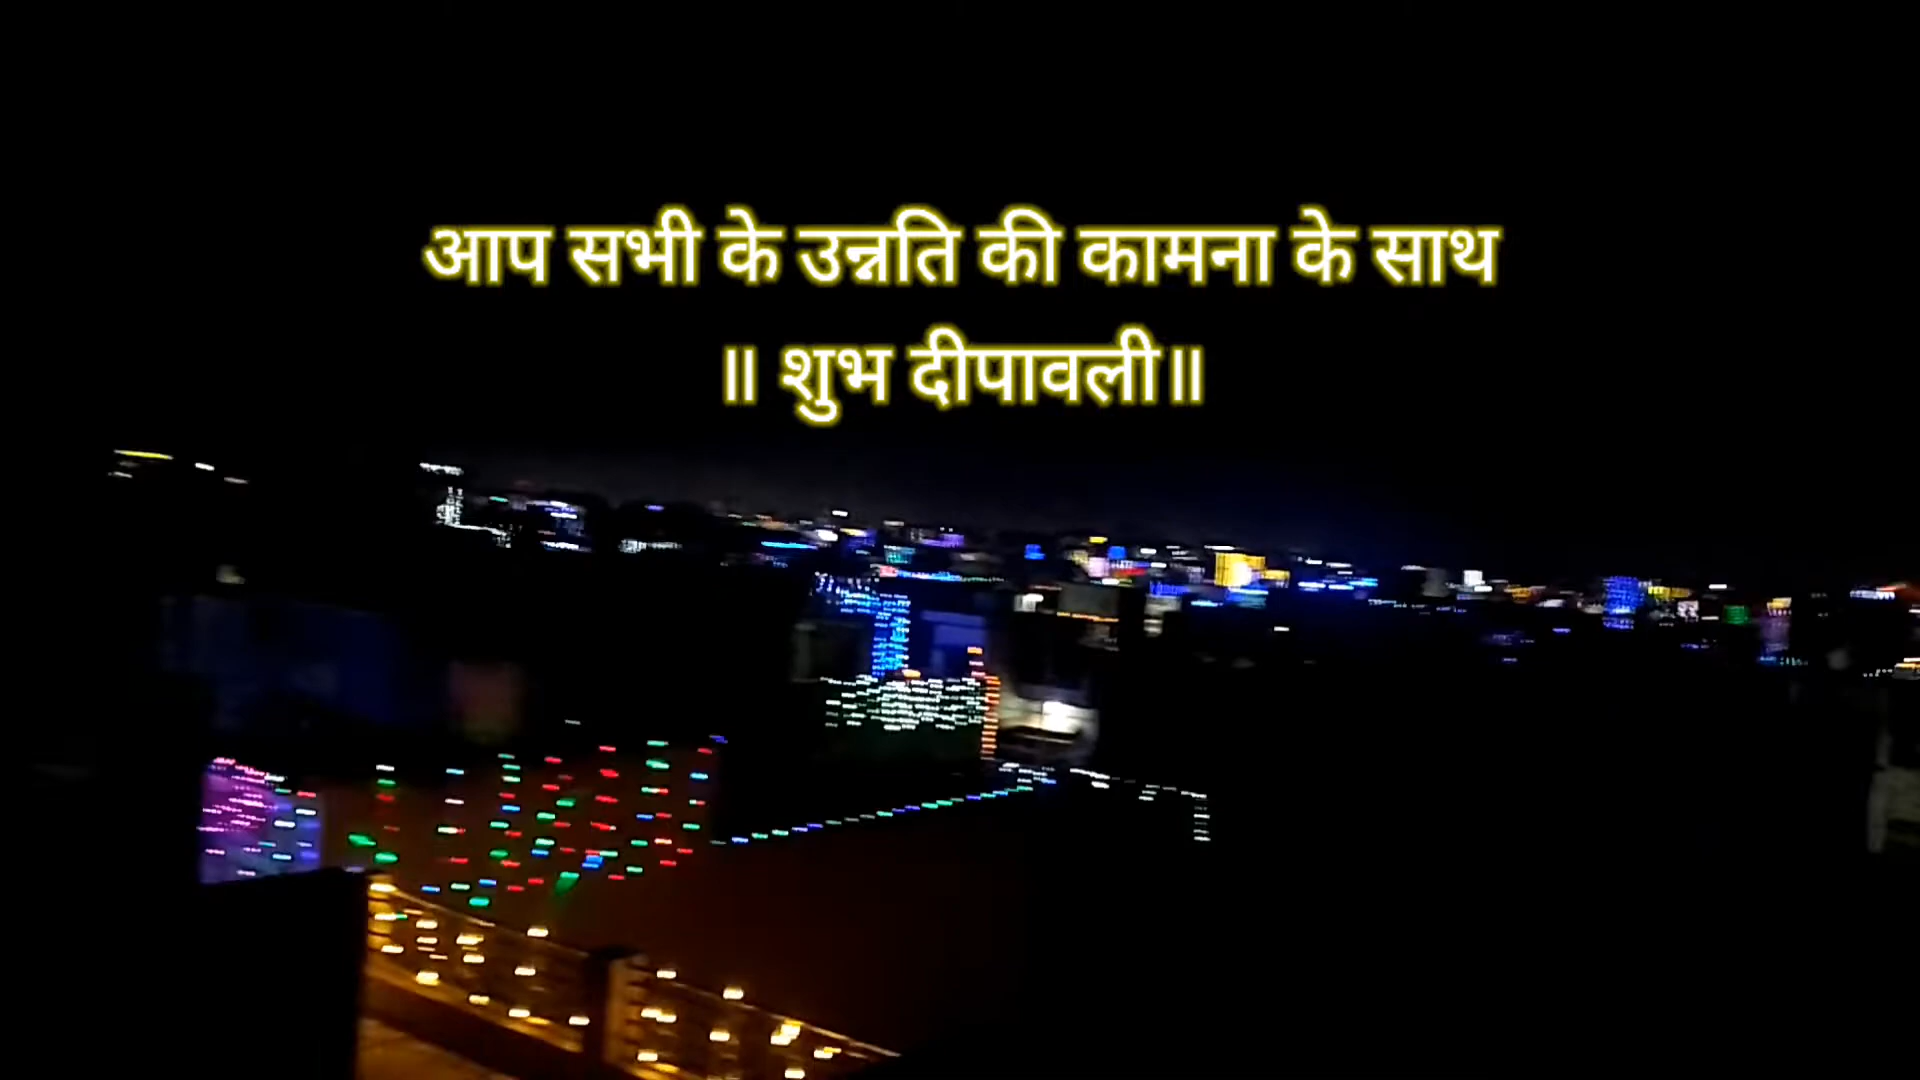 आप सभी के उन्नति की कामना के साथ
॥ शुभ दीपावली॥